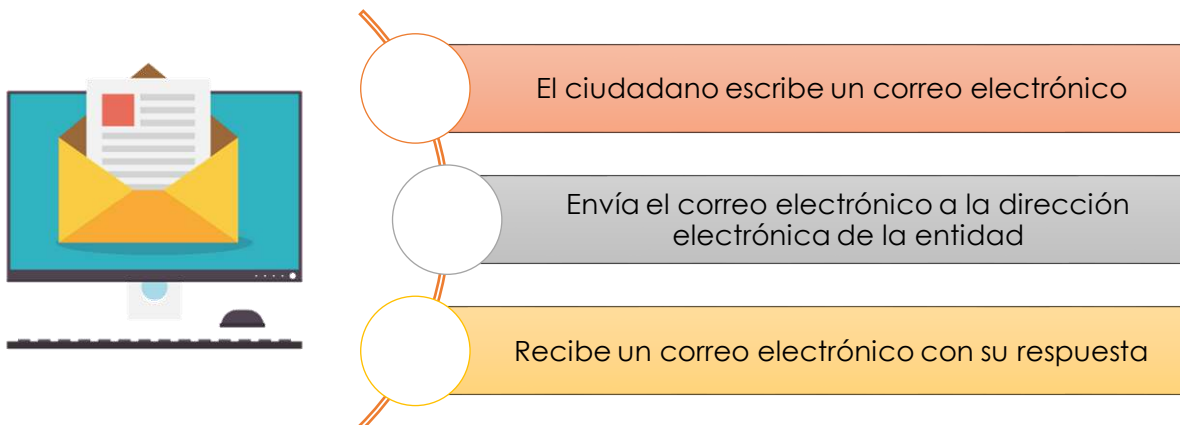 El ciudadano escribe un correo electrónico
Envía el correo electrónico a la dirección
electrónica de la entidad
Recibe un correo electrónico con su respuesta